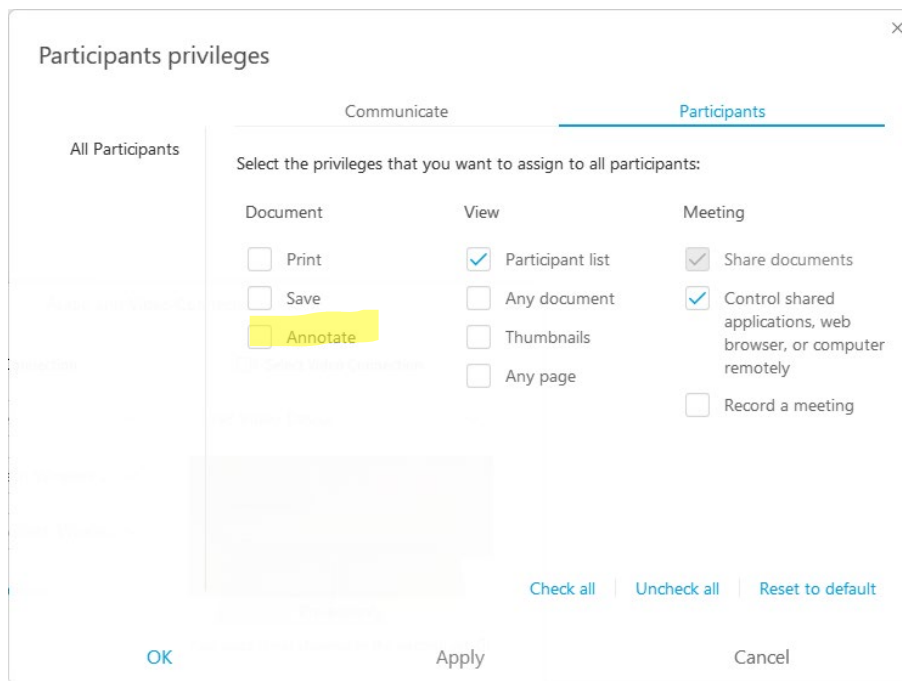 Participants privileges
Communicate
Participants
All Participants
Select the privileges that you want to assign to all participants:
Document
View
Meeting
Print
Participant list
Share documents
Save
Any document
Control shared
applications, web
browser, or computer
remotely
Annotate
Thumbnails
Any page
Record a meeting
Check all
Uncheck all
Reset to default
OK
Apply
Cancel